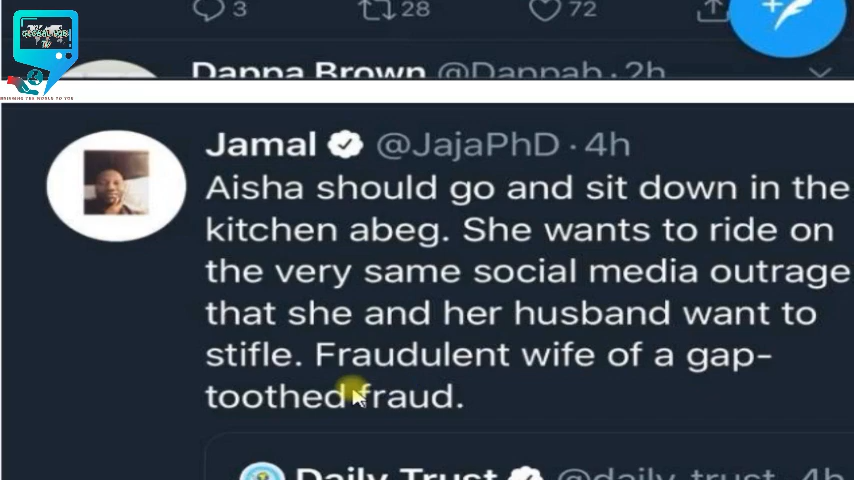 3 28 72
Danna Brown @Dannab · 2h
Jamal @JajaPhD · 4h
Aisha should go and sit down in the
kitchen abeg. She wants to ride on
the very same social media outrage
that she and her husband want to
stifle. Fraudulent wife of a gap-
toothed fraud.
Daily Trust @daily_trust · 4h